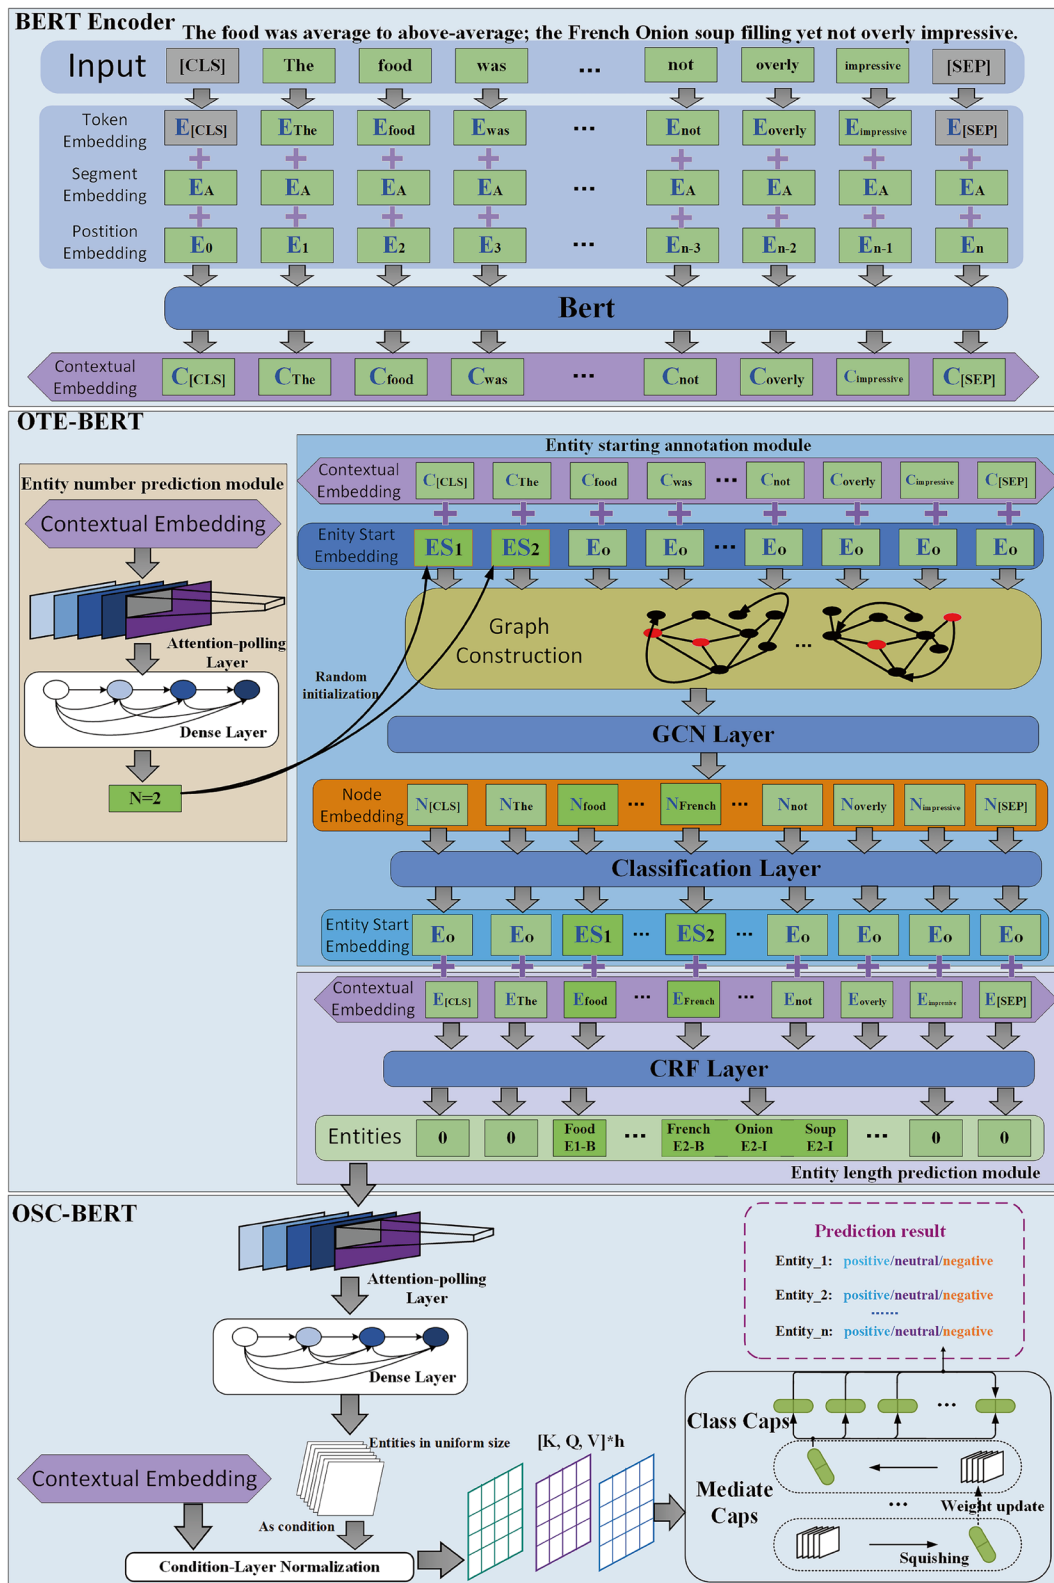 BERT Encoder
The food was average to above-average; the French Onion soup filling yet not overly impressive.
Input [CLS] The food was ... not overly impressive [SEP]
Token
Embedding
E[CLS] EThe Efood Ewas ... Enot Eoverly Eimpressive E[SEP]
Segment
Embedding
EA EA EA EA ... EA EA EA EA
Postition
Embedding
E0 E1 E2 E3 ... En-3 En-2 En-1 En
Bert
Contextual
Embedding
C[CLS] CThe Cfood Cwas ... Cnot Coverly Cimpressive C[SEP]
OTE-BERT
Entity number prediction module
Contextual Embedding
Attention-polling
Layer
Dense Layer
N=2
Random
initialization
Entity starting annotation module
Contextual
Embedding
C[CLS] CThe Cfood Cwas ... Cnot Coverly Cimpressive C[SEP]
Enity Start
Embedding
ES1 ES2 Eo Eo ... Eo Eo Eo Eo
Graph
Construction
...
GCN Layer
Node
Embedding
N[CLS] NThe Nfood ... NFrench ... Nnot Noverly Nimpressive N[SEP]
Classification Layer
Entity Start
Embedding
Eo Eo ES1 ... ES2 ... Eo Eo Eo Eo
Contextual
Embedding
E[CLS] EThe Efood ... EFrench ... Enot Eoverly Eimpressive E[SEP]
CRF Layer
Entities
0 0 Food ... French Onion Soup ... 0 0
E1-B E2-B E2-I E2-I
Entity length prediction module
OSC-BERT
Attention-polling
Layer
Dense Layer
Entities in uniform size
Contextual Embedding
As condition
Condition-Layer Normalization
[K, Q, V]*h
Prediction result
Entity_1: positive/neutral/negative
Entity_2: positive/neutral/negative
......
Entity_n: positive/neutral/negative
Class Caps
...
Mediate
Caps
...
Weight update
Squishing